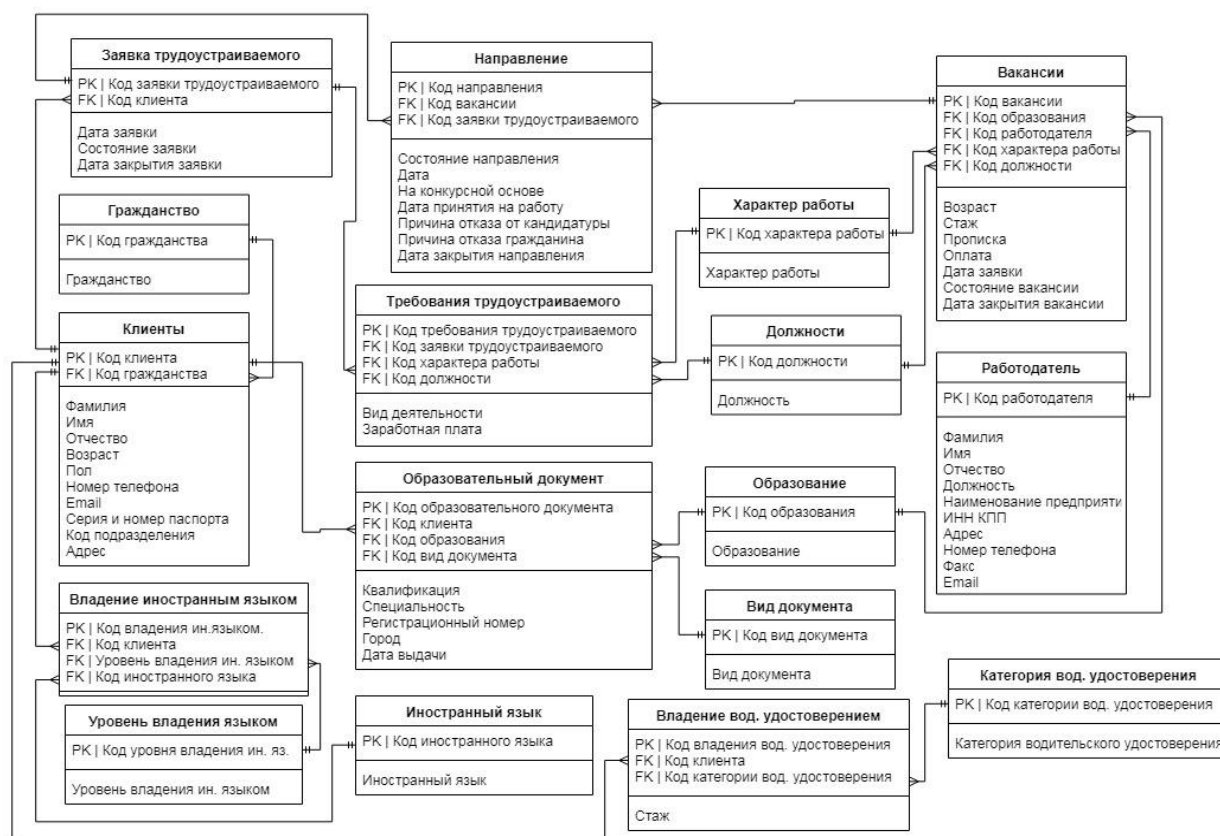 Заявка трудоустраиваемого
PK | Код заявки трудоустраиваемого
FK | Код клиента
Дата заявки
Состояние заявки
Дата закрытия заявки
Направление
PK | Код направления
FK | Код вакансии
FK | Код заявки трудоустраиваемого
Состояние направления
Дата
На конкурсной основе
Дата принятия на работу
Причина отказа от кандидатуры
Причина отказа гражданина
Дата закрытия направления
Вакансии
PK | Код вакансии
FK | Код образования
FK | Код работодателя
FK | Код характера работы
FK | Код должности
Возраст
Стаж
Прописка
Оплата
Дата заявки
Состояние вакансии
Дата закрытия вакансии
Гражданство
PK | Код гражданства
Гражданство
Характер работы
PK | Код характера работы
Характер работы
Клиенты
PK | Код клиента
FK | Код гражданства
Фамилия
Имя
Отчество
Возраст
Пол
Номер телефона
Email
Серия и номер паспорта
Код подразделения
Адрес
Требования трудоустраиваемого
PK | Код требования трудоустраиваемого
FK | Код заявки трудоустраиваемого
FK | Код характера работы
FK | Код должности
Вид деятельности
Заработная плата
Должности
PK | Код должности
Должность
Работодатель
PK | Код работодателя
Фамилия
Имя
Отчество
Должность
Наименование предприяти
ИНН КПП
Адрес
Номер телефона
Факс
Email
Образовательный документ
PK | Код образовательного документа
FK | Код клиента
FK | Код образования
FK | Код вид документа
Квалификация
Специальность
Регистрационный номер
Город
Дата выдачи
Образование
PK | Код образования
Образование
Вид документа
PK | Код вид документа
Вид документа
Владение иностранным языком
PK | Код владения ин.языком.
FK | Код клиента
FK | Уровень владения ин. языком
FK | Код иностранного языка
Уровень владения языком
PK | Код уровня владения ин. яз.
Уровень владения ин. языком
Иностранный язык
PK | Код иностранного языка
Иностранный язык
Владение вод. удостоверением
PK | Код владения вод. удостоверения
FK | Код клиента
FK | Код категории вод. удостоверения
Стаж
Категория вод. удостоверения
PK | Код категории вод. удостоверения
Категория водительского удостоверения